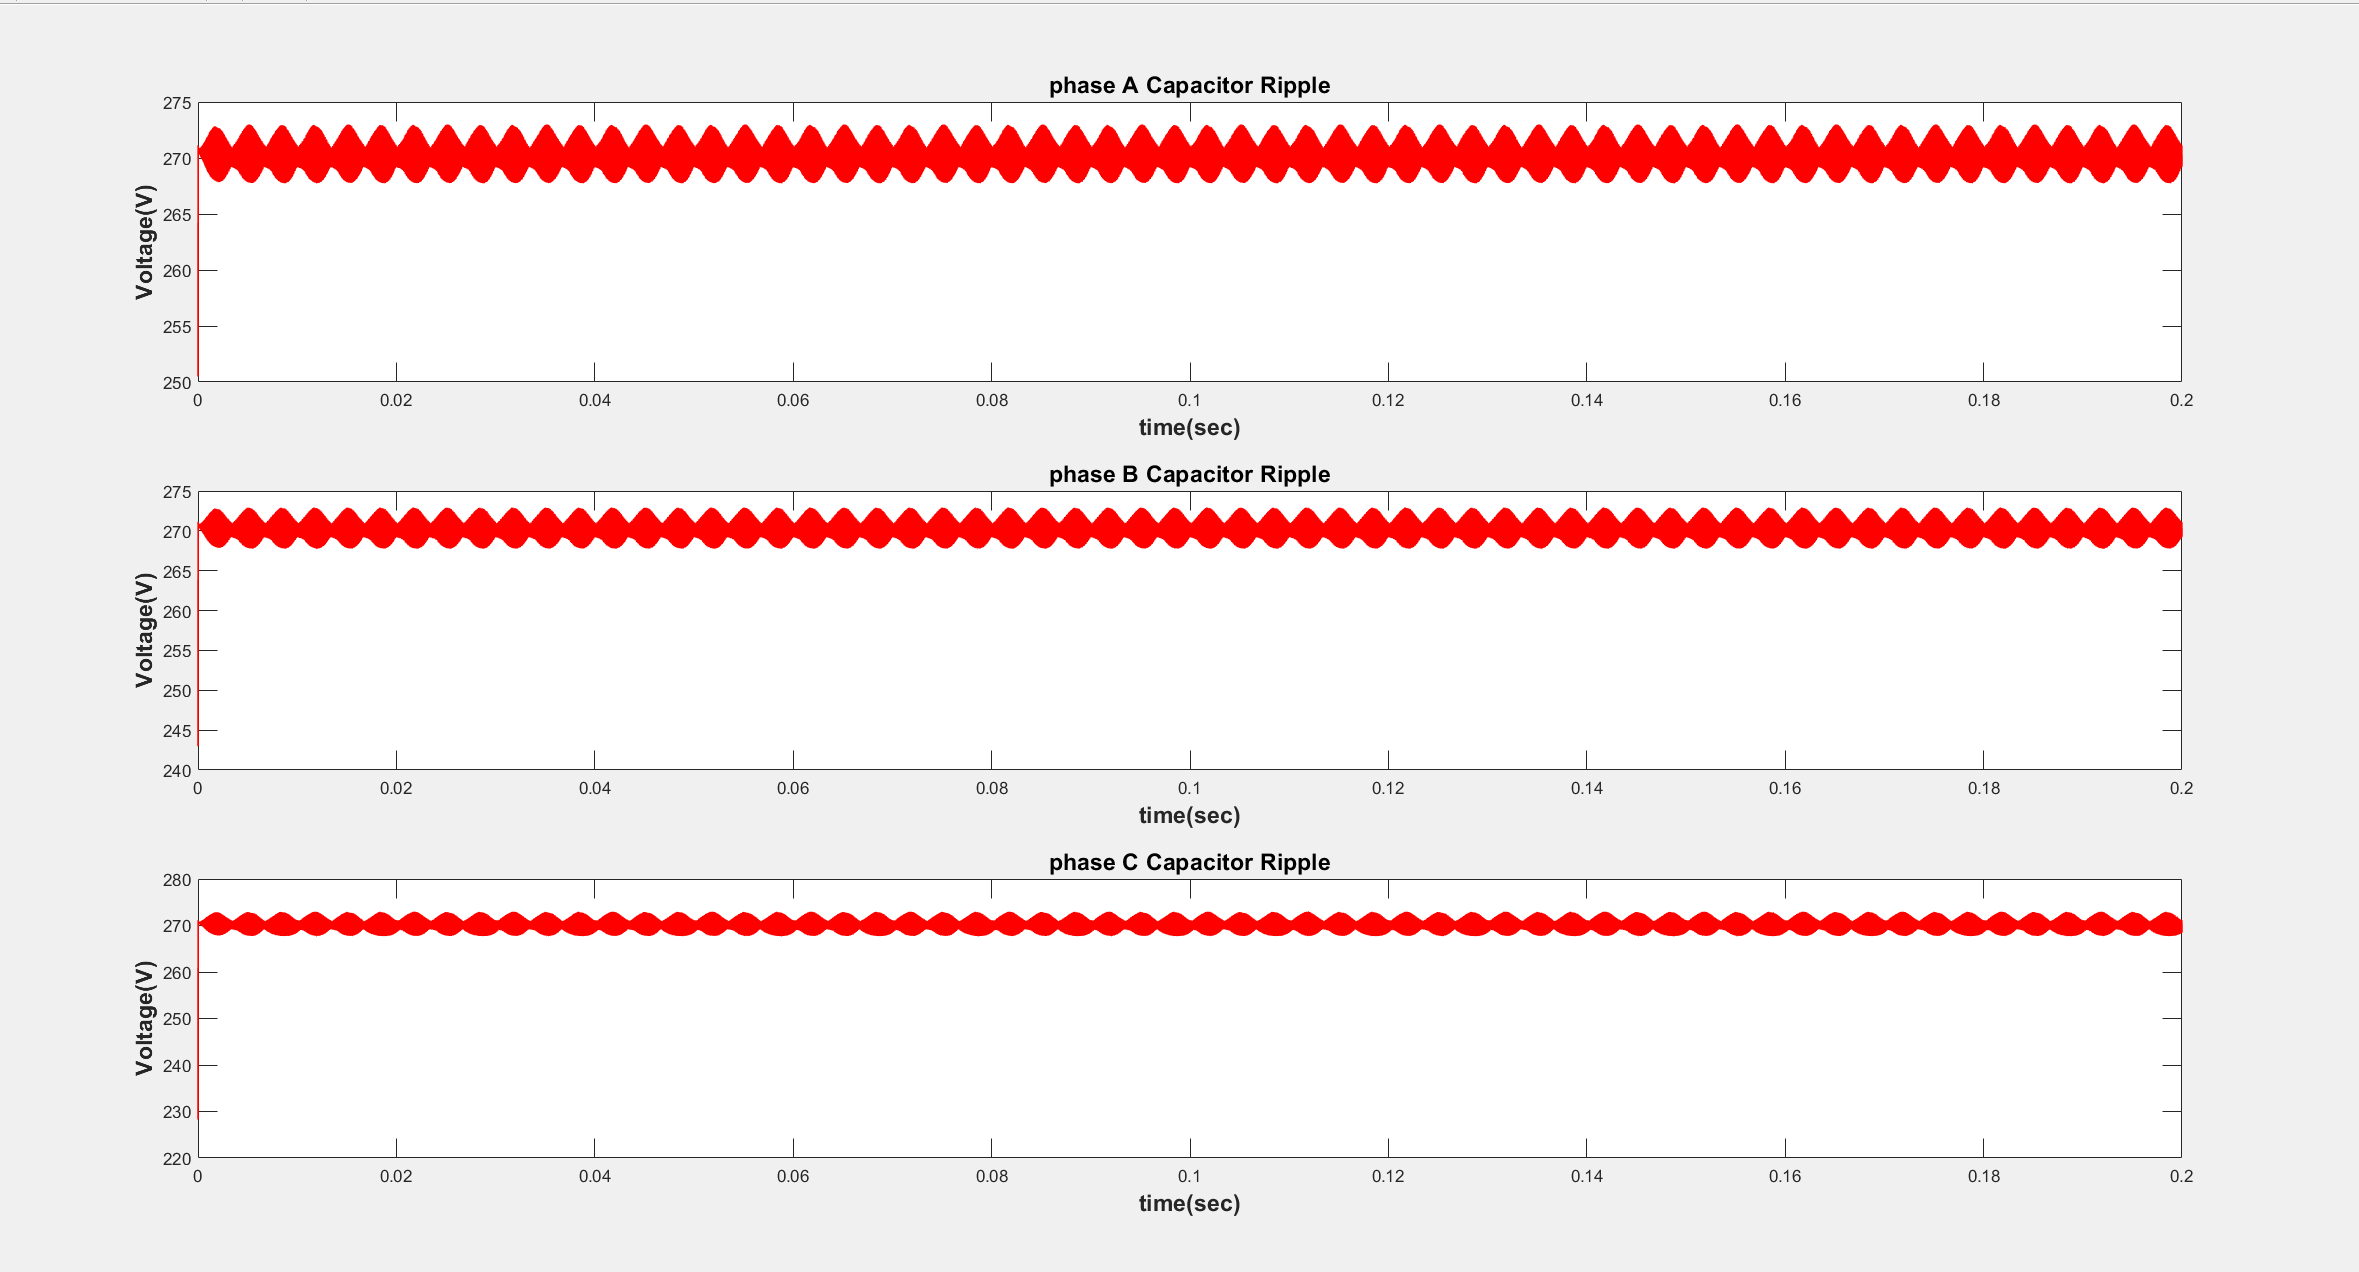 phase A Capacitor Ripple
275
270
265
260
255
250
Voltage(V)
0 0.02 0.04 0.06 0.08 0.1 0.12 0.14 0.16 0.18 0.2
time(sec)
phase B Capacitor Ripple
275
270
265
260
255
250
245
240
Voltage(V)
0 0.02 0.04 0.06 0.08 0.1 0.12 0.14 0.16 0.18 0.2
time(sec)
phase C Capacitor Ripple
280
270
260
250
240
230
220
Voltage(V)
0 0.02 0.04 0.06 0.08 0.1 0.12 0.14 0.16 0.18 0.2
time(sec)